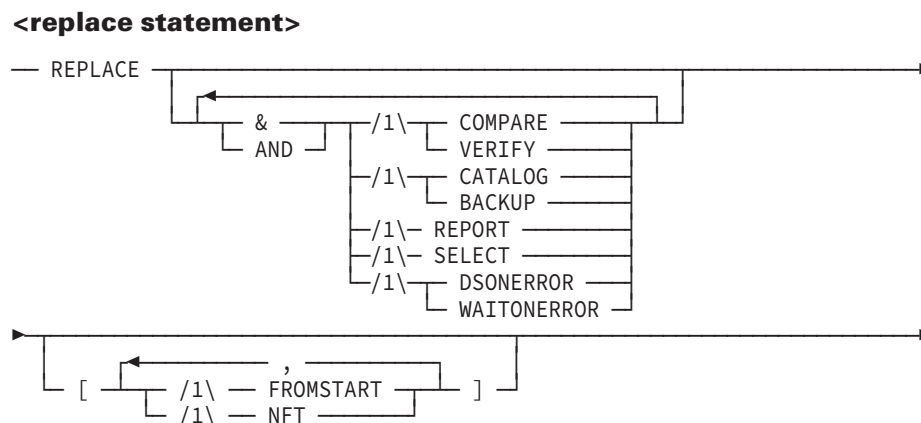 <replace statement>
REPLACE
& /1\ COMPARE
AND VERIFY
/1\ CATALOG
BACKUP
/1\ REPORT
/1\ SELECT
/1\ DSONERROR
WAITONERROR
,
[ /1\ FROMSTART ]
/1\ NFT